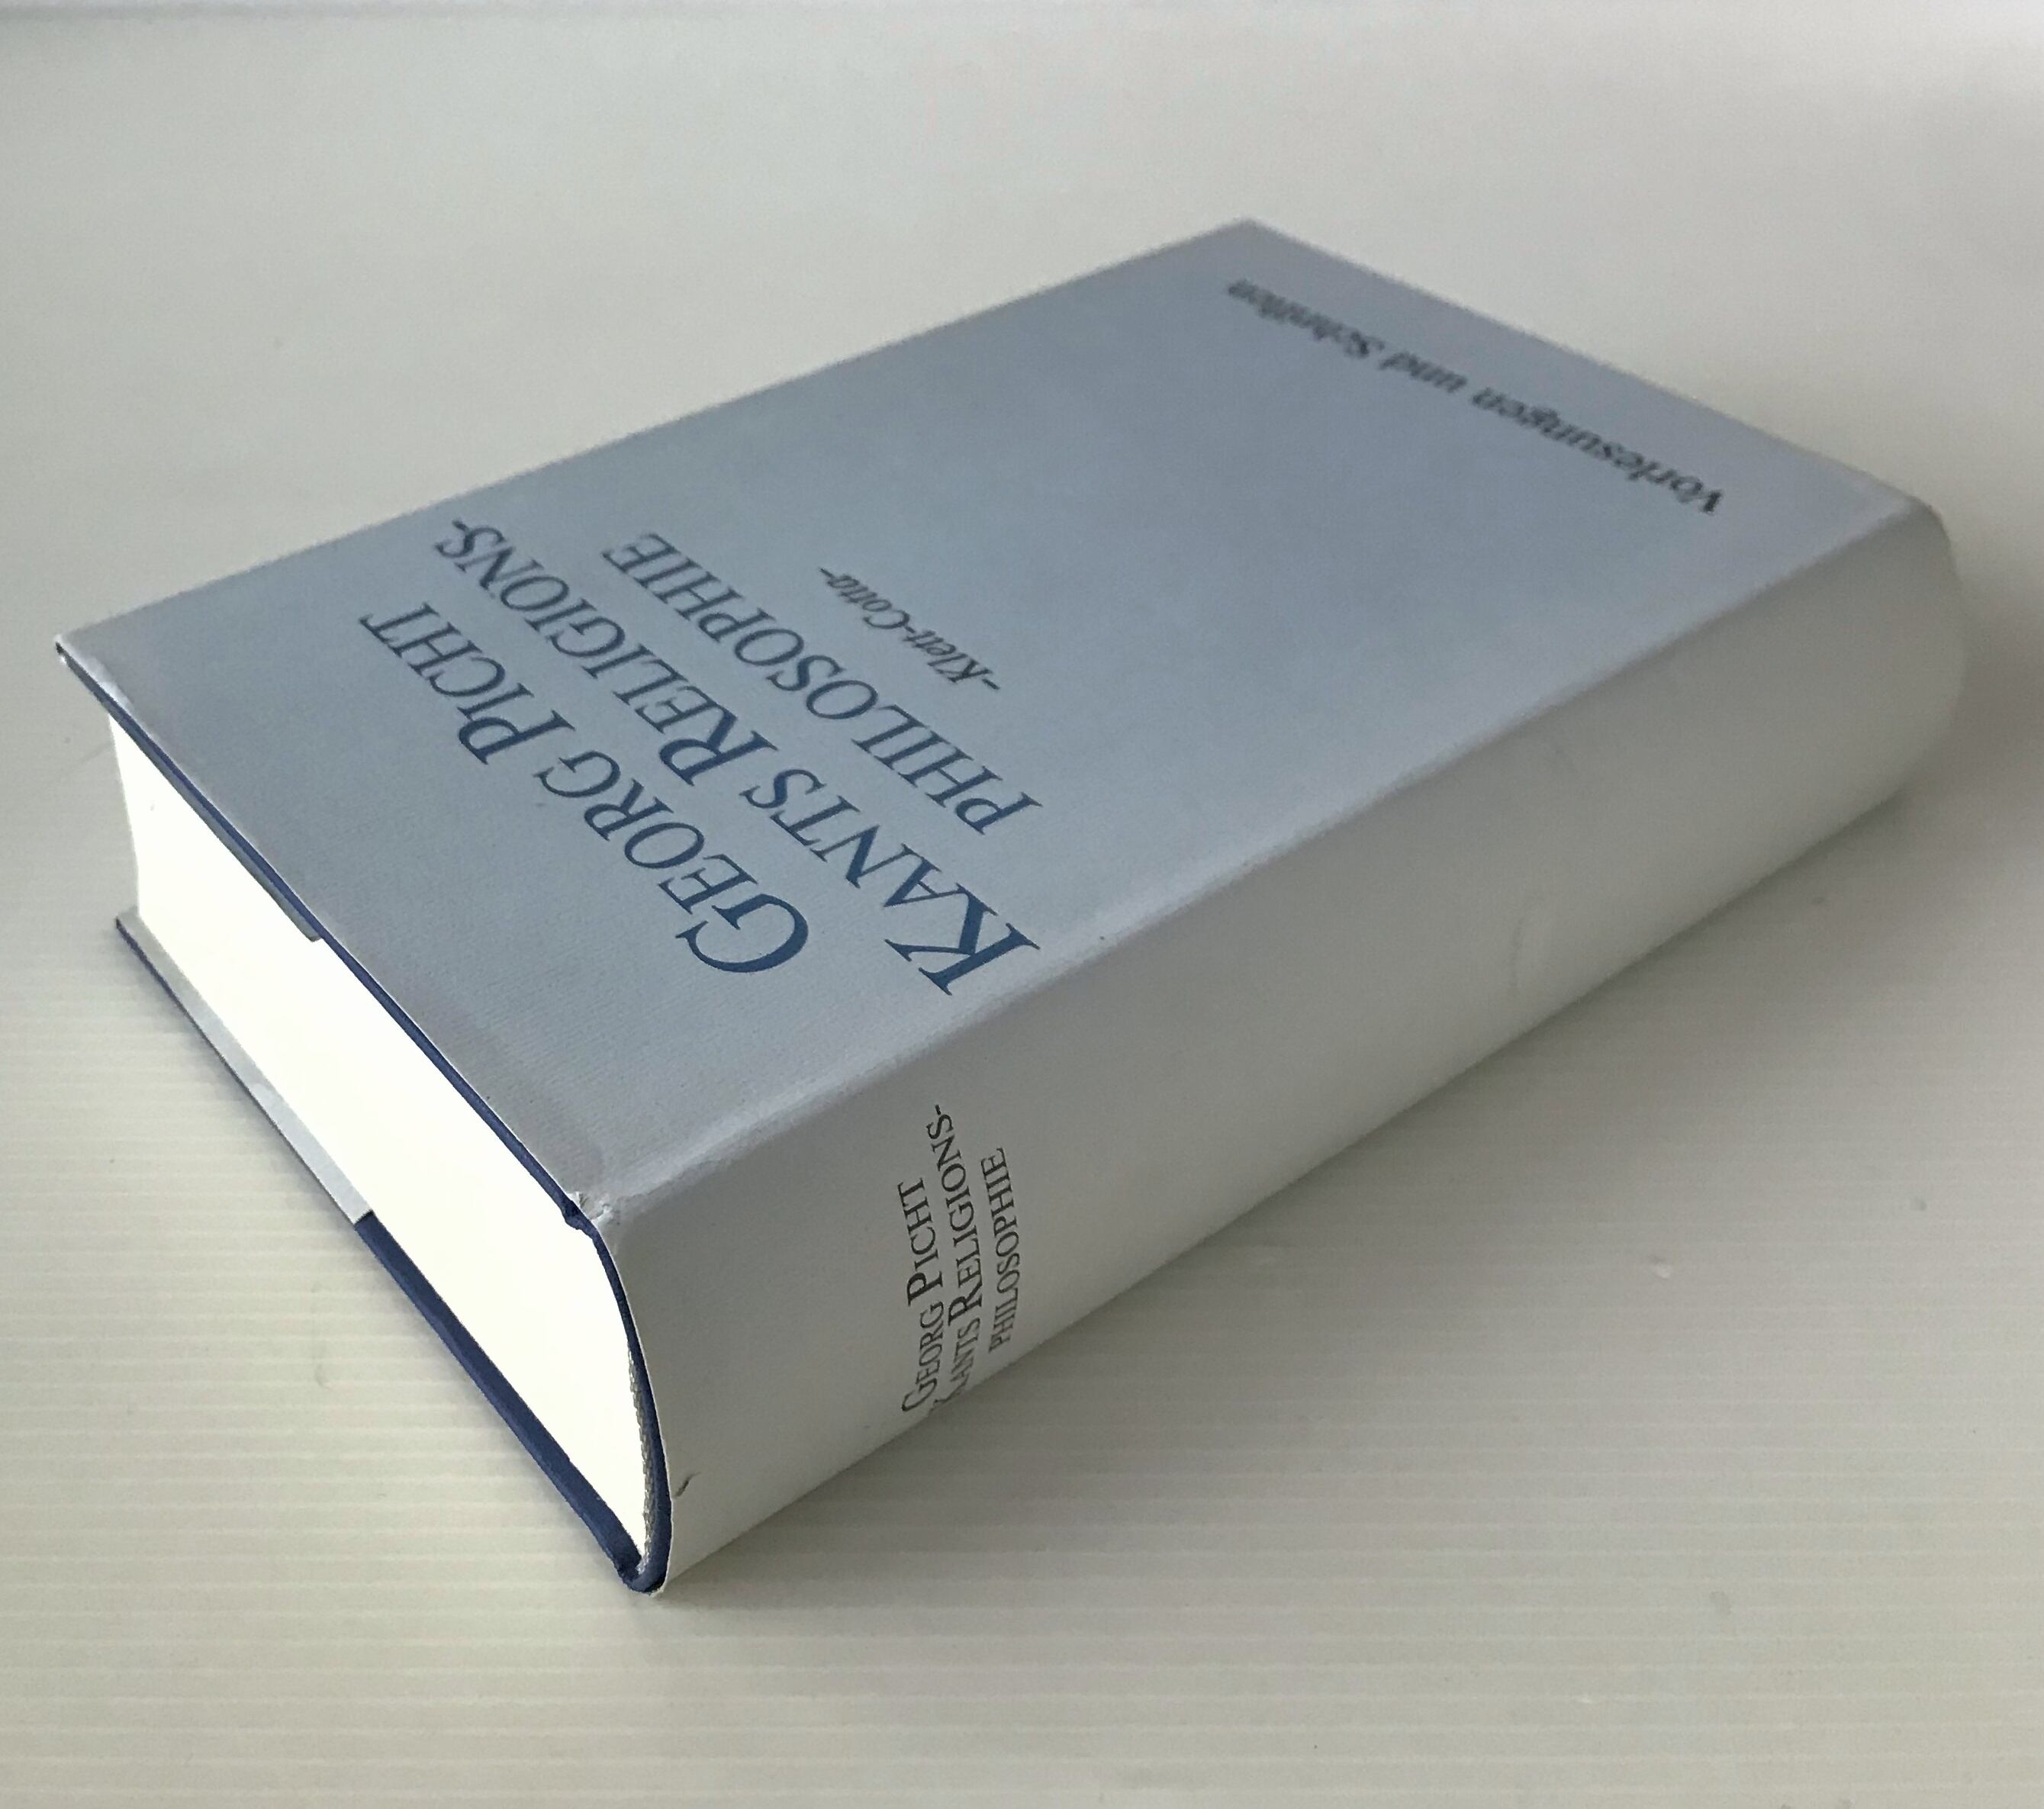 GEORG PICHT
KANTS RELIGIONS-
PHILOSOPHIE
-Klett-Cotta-
Vorlesungen und Schriften
GEORG PICHT
KANTS RELIGIONS-
PHILOSOPHIE